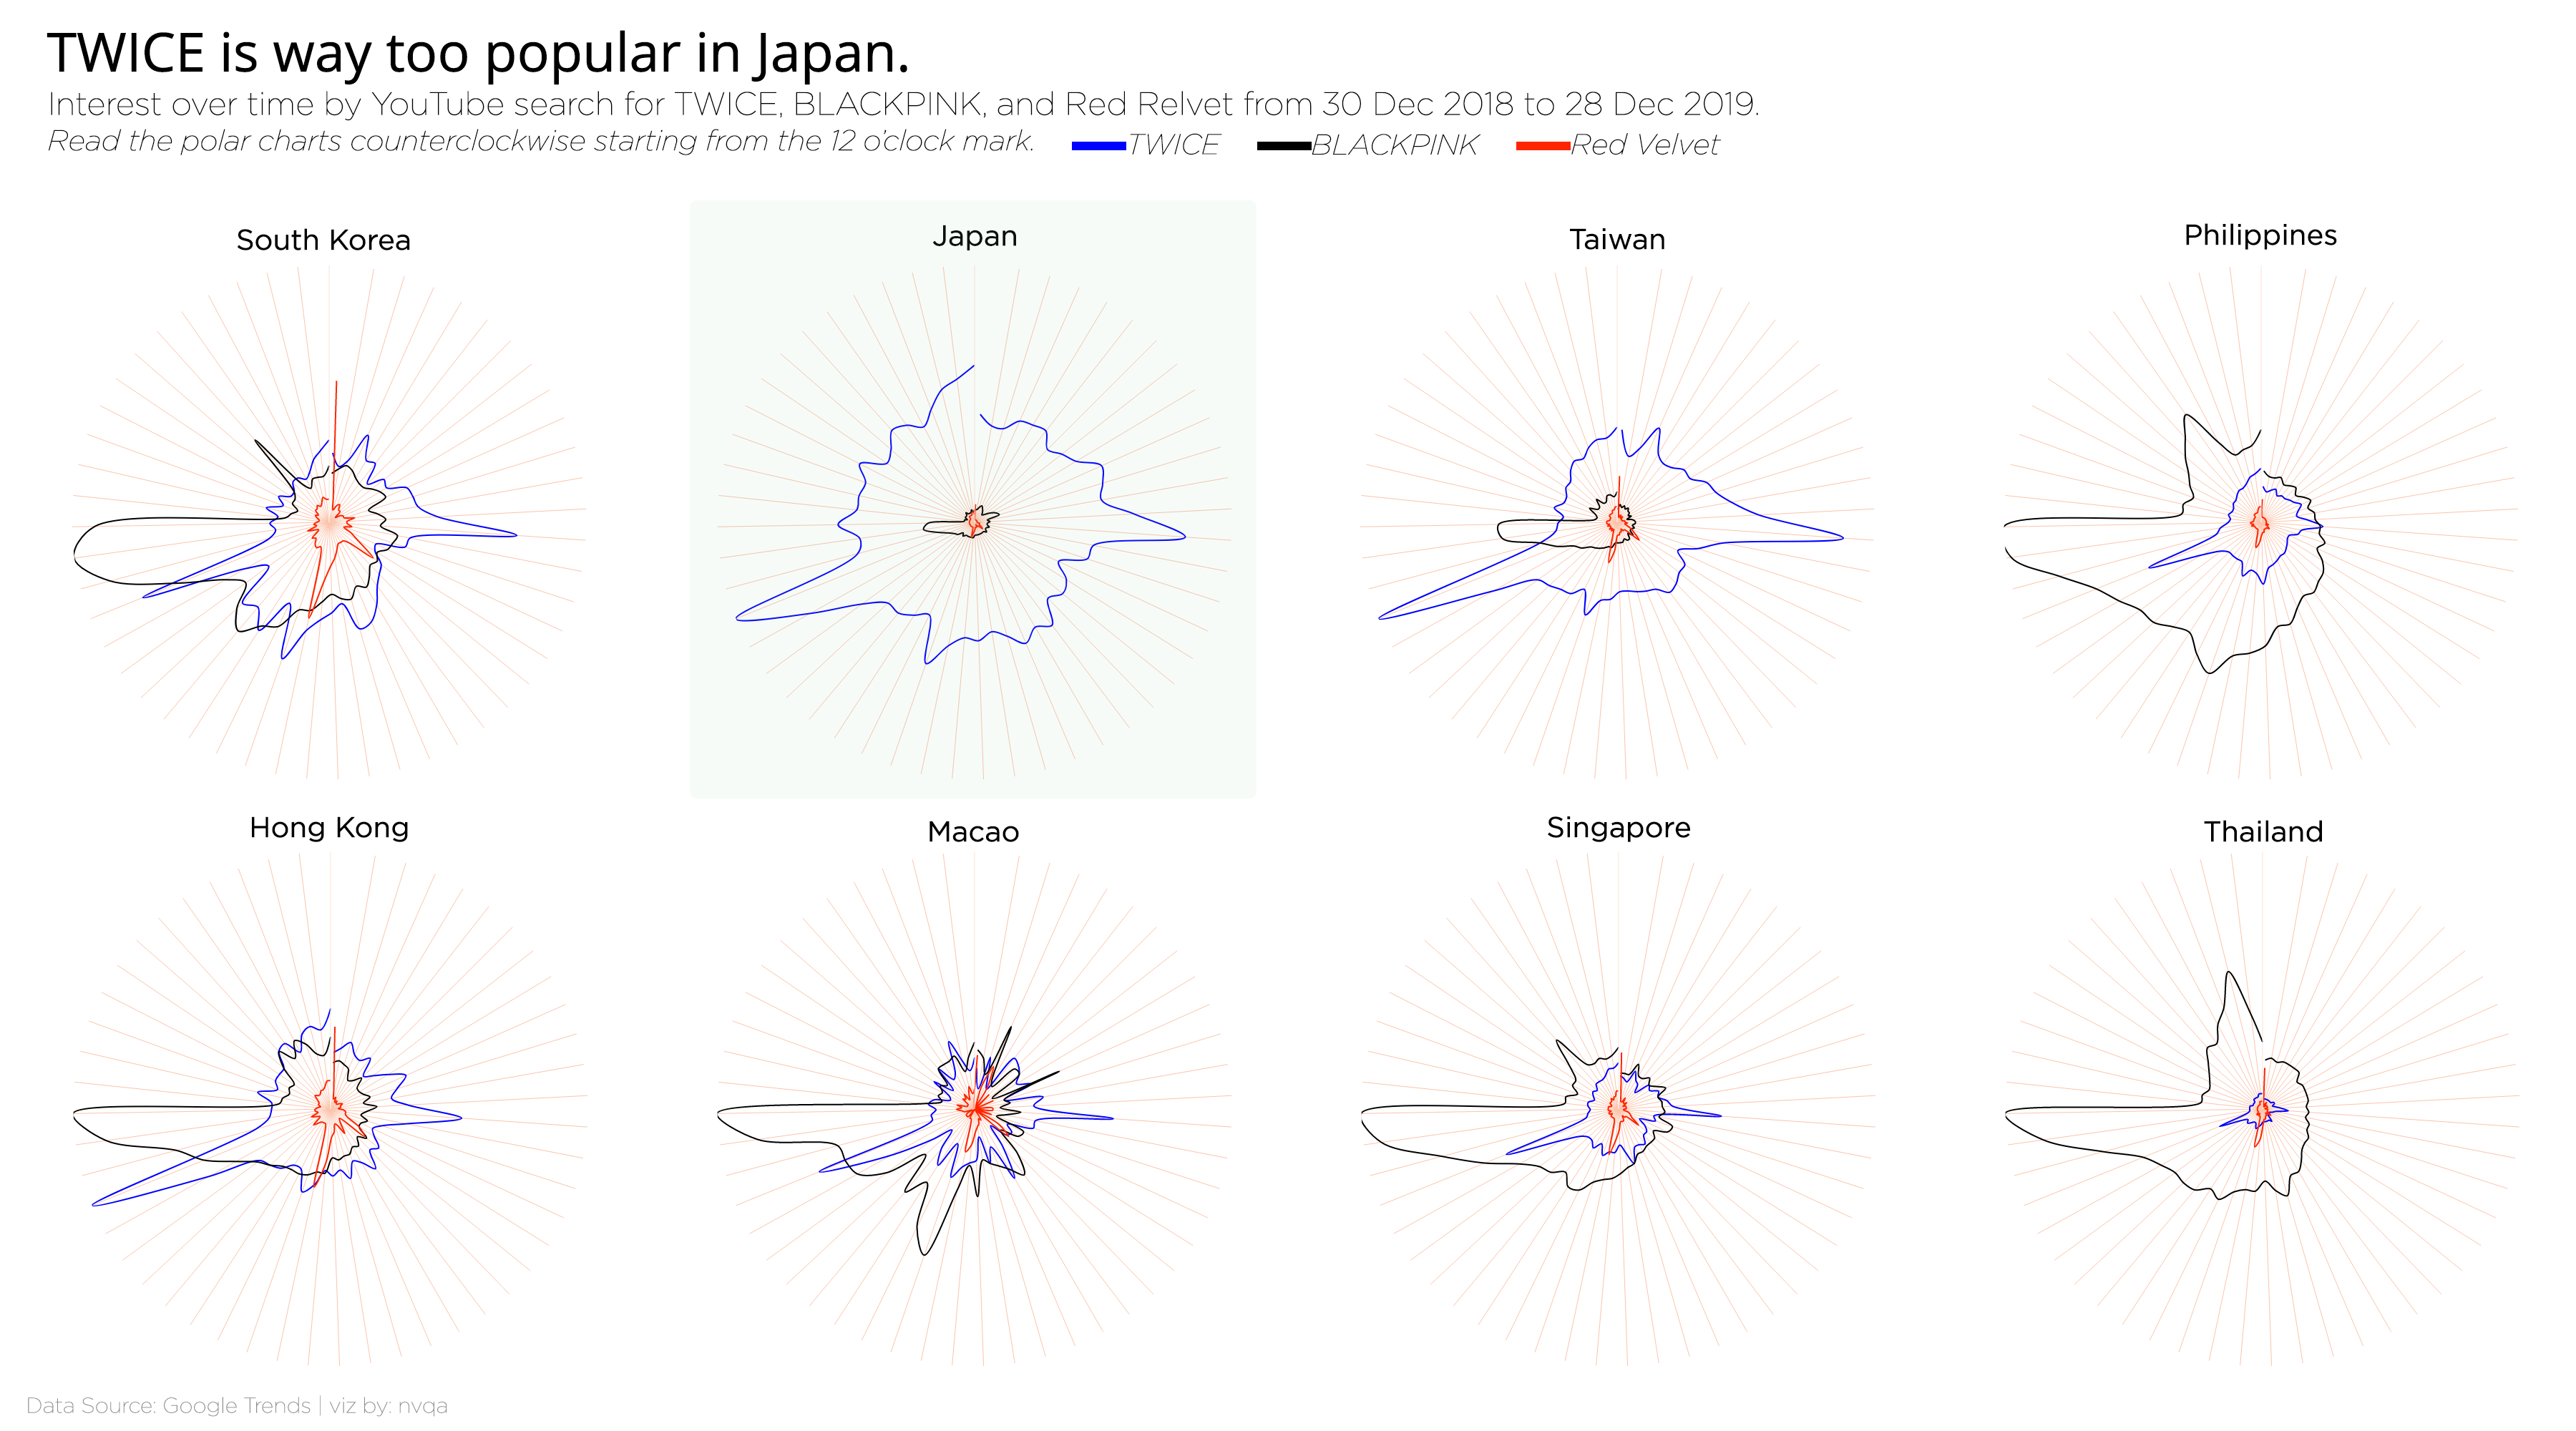 TWICE is way too popular in Japan.
Interest over time by YouTube search for TWICE, BLACKPINK, and Red Relvet from 30 Dec 2018 to 28 Dec 2019.
Read the polar charts counterclockwise starting from the 12 o'clock mark. TWICE BLACKPINK Red Velvet
South Korea Japan Taiwan Philippines
Hong Kong Macao Singapore Thailand
Data Source: Google Trends | viz by: nvqa